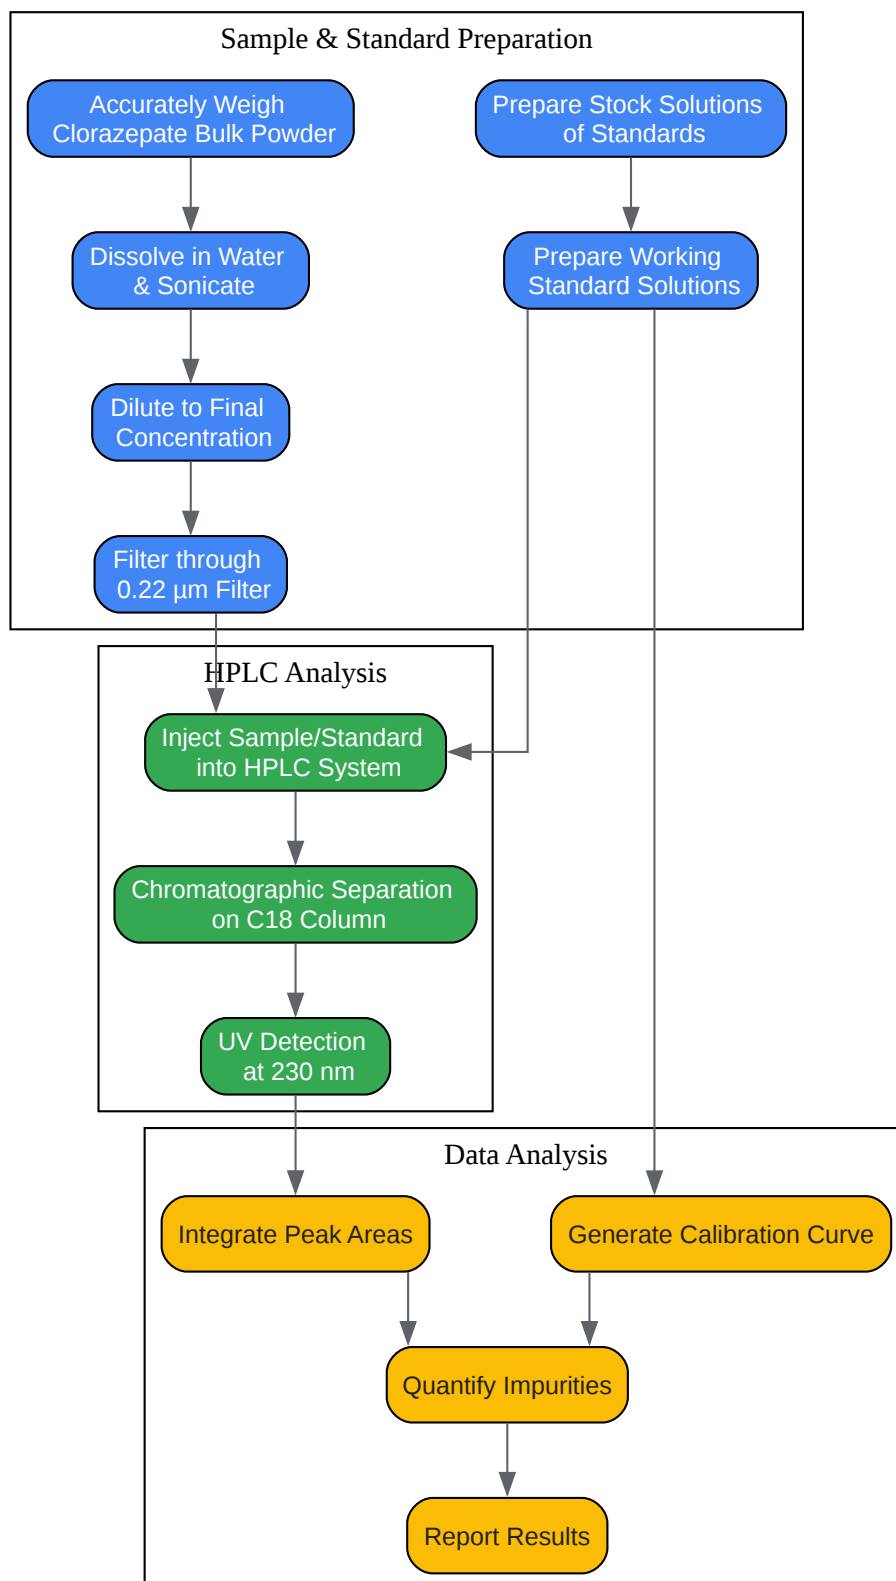 Sample & Standard Preparation
Accurately Weigh
Clorazepate Bulk Powder
Prepare Stock Solutions
of Standards
Dissolve in Water
& Sonicate
Prepare Working
Standard Solutions
Dilute to Final
Concentration
Filter through
0.22 µm Filter
HPLC Analysis
Inject Sample/Standard
into HPLC System
Chromatographic Separation
on C18 Column
UV Detection
at 230 nm
Data Analysis
Integrate Peak Areas
Generate Calibration Curve
Quantify Impurities
Report Results